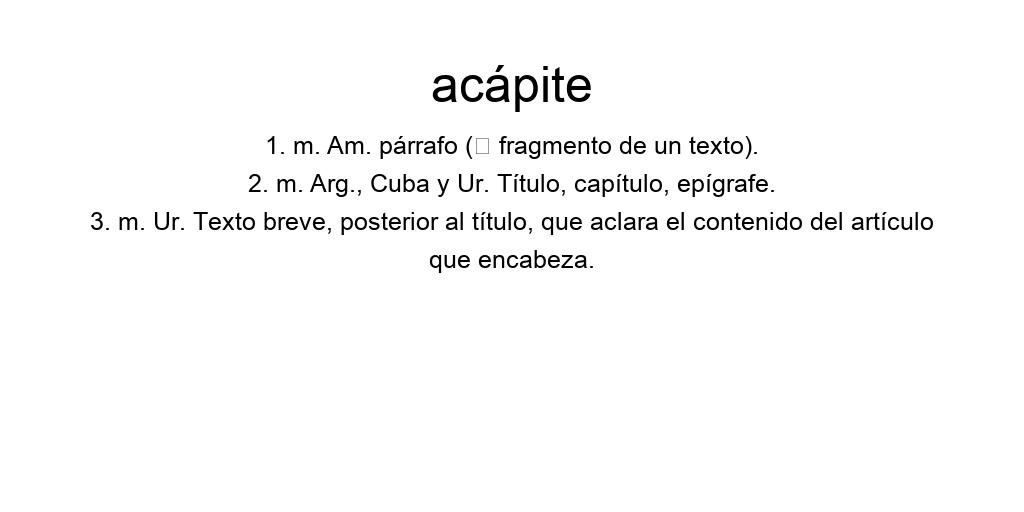 acápite
1. m. Am. párrafo (□ fragmento de un texto).
2. m. Arg., Cuba y Ur. Título, capítulo, epígrafe.
3. m. Ur. Texto breve, posterior al título, que aclara el contenido del artículo
que encabeza.